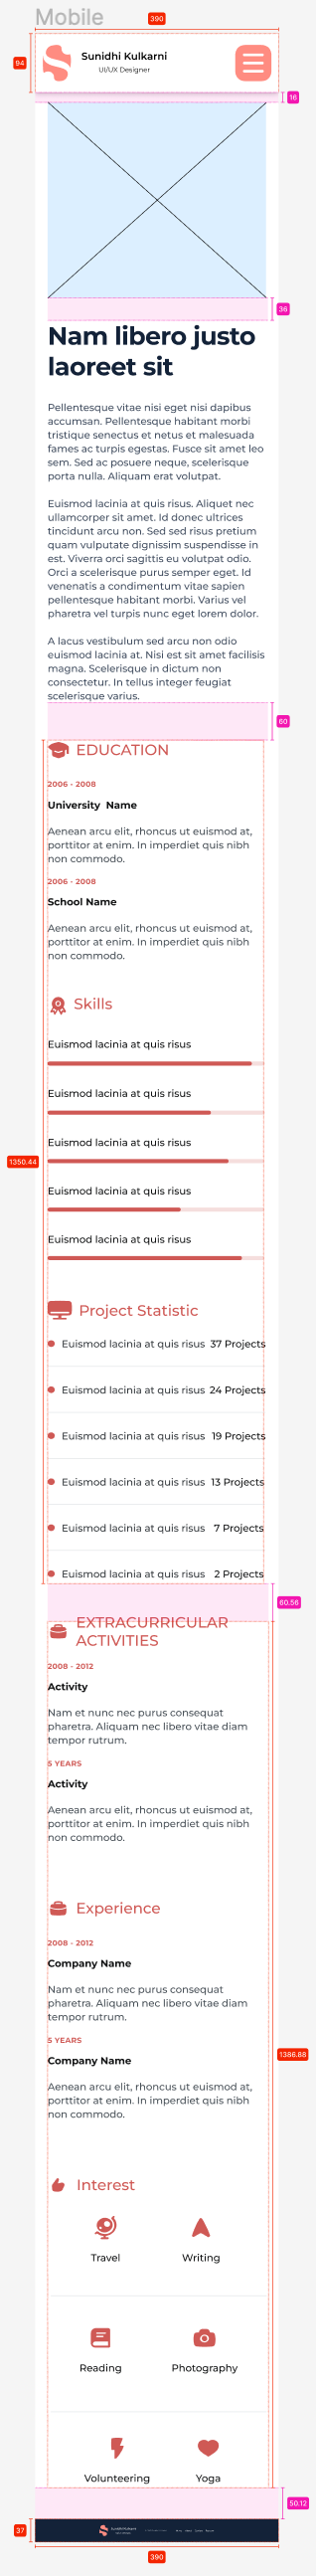 Mobile
390
94
Sunidhi Kulkarni
UI/UX Designer
16
36
Nam libero justo
laoreet sit
Pellentesque vitae nisi eget nisi dapibus
accumsan. Pellentesque habitant morbi
tristique senectus et netus et malesuada
fames ac turpis egestas. Fusce sit amet leo
sem. Sed ac posuere neque, scelerisque
porta nulla. Aliquam erat volutpat.
Euismod lacinia at quis risus. Aliquet nec
ullamcorper sit amet. Id donec ultrices
tincidunt arcu non. Sed sed risus pretium
quam vulputate dignissim suspendisse in
est. Viverra orci sagittis eu volutpat odio.
Orci a scelerisque purus semper eget. Id
venenatis a condimentum vitae sapien
pellentesque habitant morbi. Varius vel
pharetra vel turpis nunc eget lorem dolor.
A lacus vestibulum sed arcu non odio
euismod lacinia at. Nisi est sit amet facilisis
magna. Scelerisque in dictum non
consectetur. In tellus integer feugiat
scelerisque varius.
60
EDUCATION
2006 - 2008
University Name
Aenean arcu elit, rhoncus ut euismod at,
porttitor at enim. In imperdiet quis nibh
non commodo.
2006 - 2008
School Name
Aenean arcu elit, rhoncus ut euismod at,
porttitor at enim. In imperdiet quis nibh
non commodo.
Skills
Euismod lacinia at quis risus
Euismod lacinia at quis risus
Euismod lacinia at quis risus
1350.44
Euismod lacinia at quis risus
Euismod lacinia at quis risus
Project Statistic
Euismod lacinia at quis risus 37 Projects
Euismod lacinia at quis risus 24 Projects
Euismod lacinia at quis risus 19 Projects
Euismod lacinia at quis risus 13 Projects
Euismod lacinia at quis risus 7 Projects
Euismod lacinia at quis risus 2 Projects
60.56
EXTRACURRICULAR
ACTIVITIES
2008 - 2012
Activity
Nam et nunc nec purus consequat
pharetra. Aliquam nec libero vitae diam
tempor rutrum.
5 YEARS
Activity
Aenean arcu elit, rhoncus ut euismod at,
porttitor at enim. In imperdiet quis nibh
non commodo.
Experience
2008 - 2012
Company Name
Nam et nunc nec purus consequat
pharetra. Aliquam nec libero vitae diam
tempor rutrum.
5 YEARS
1386.88
Company Name
Aenean arcu elit, rhoncus ut euismod at,
porttitor at enim. In imperdiet quis nibh
non commodo.
Interest
Travel Writing
Reading Photography
Volunteering Yoga
50.12
37
Sunidhi Kulkarni
390